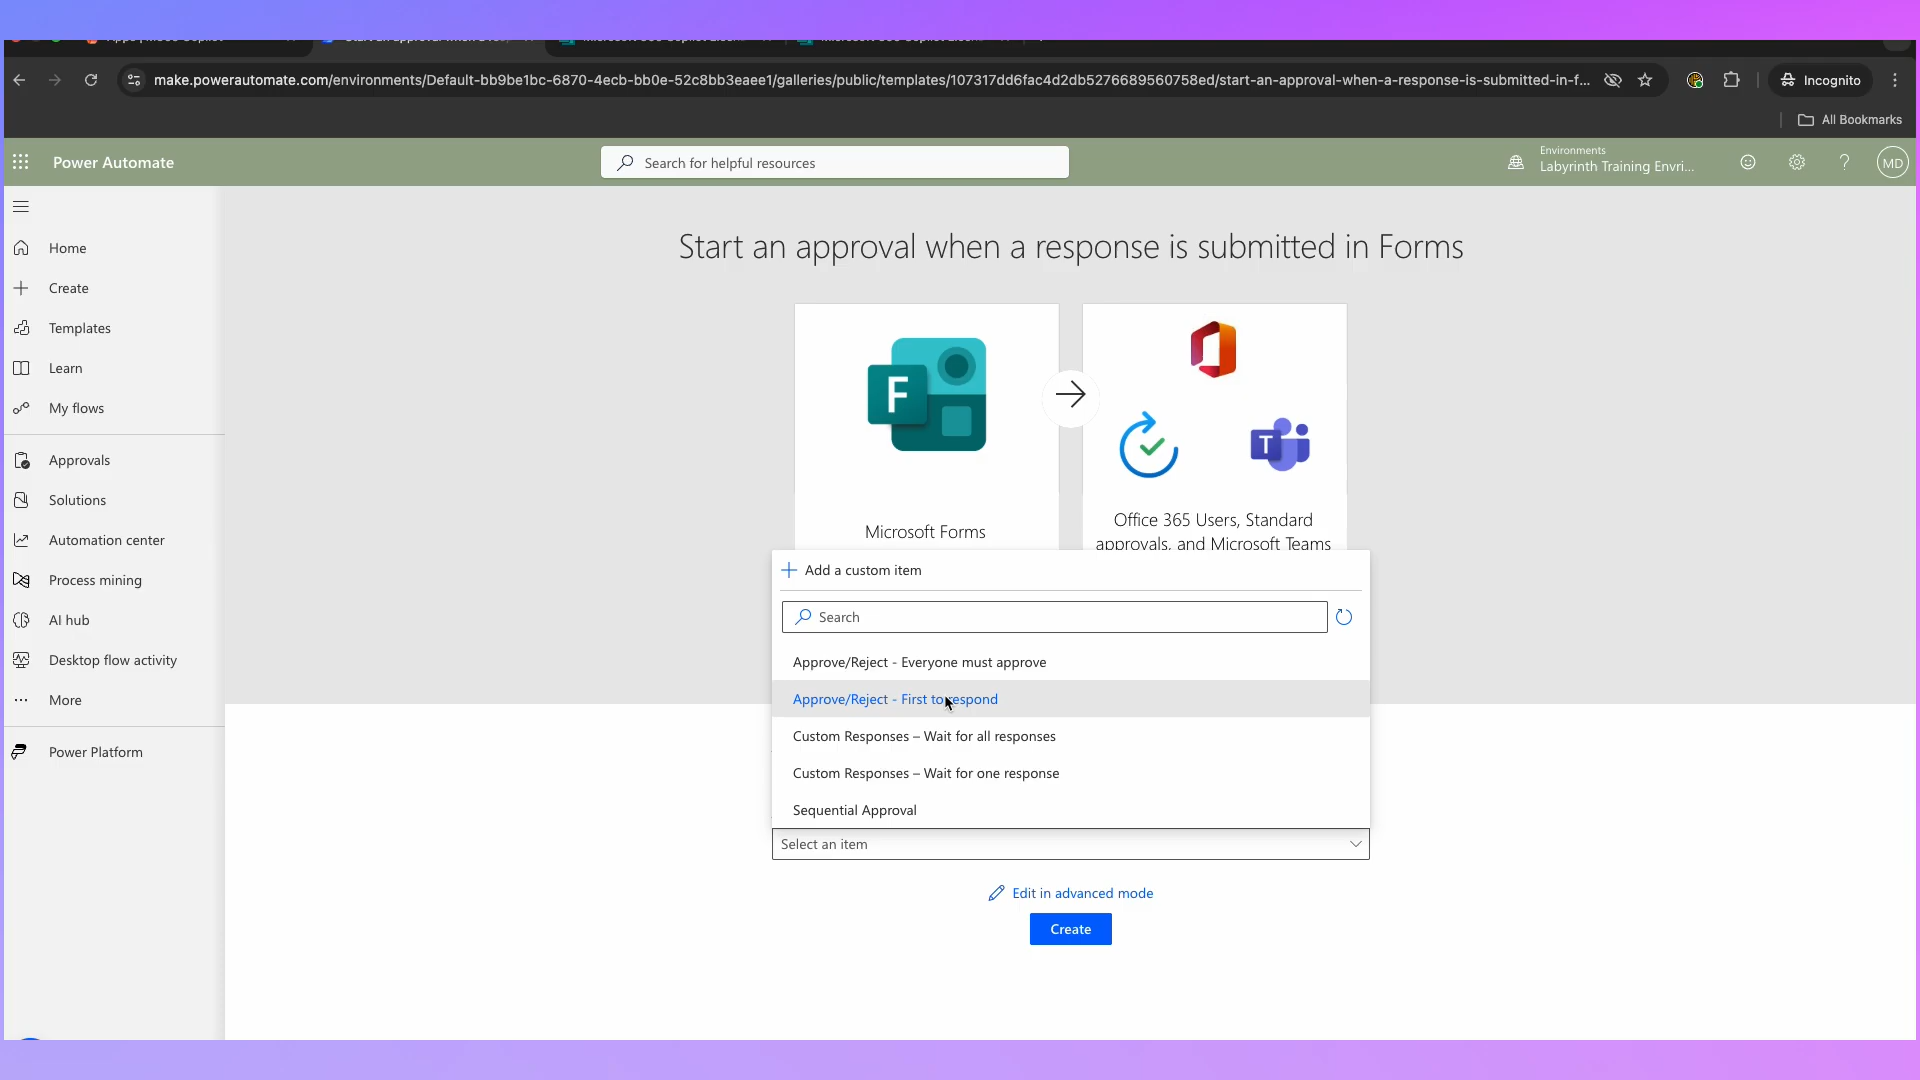 make.powerautomate.com/environments/Default-bb9be1bc-6870-4ecb-bb0e-52c8bb3eaee1/galleries/public/templates/107317dd6fac4d2db5276689560758ed/start-an-approval-when-a-response-is-submitted-in-f...
Incognito
All Bookmarks
Power Automate
Search for helpful resources
Environments
Labyrinth Training Envri...
MD
Home
Create
Templates
Learn
My flows
Approvals
Solutions
Automation center
Process mining
AI hub
Desktop flow activity
More
Power Platform
Start an approval when a response is submitted in Forms
F
T
Microsoft Forms
Office 365 Users, Standard
approvals, and Microsoft Teams
Add a custom item
Search
Approve/Reject - Everyone must approve
Approve/Reject - First to respond
Custom Responses – Wait for all responses
Custom Responses – Wait for one response
Sequential Approval
Select an item
Edit in advanced mode
Create